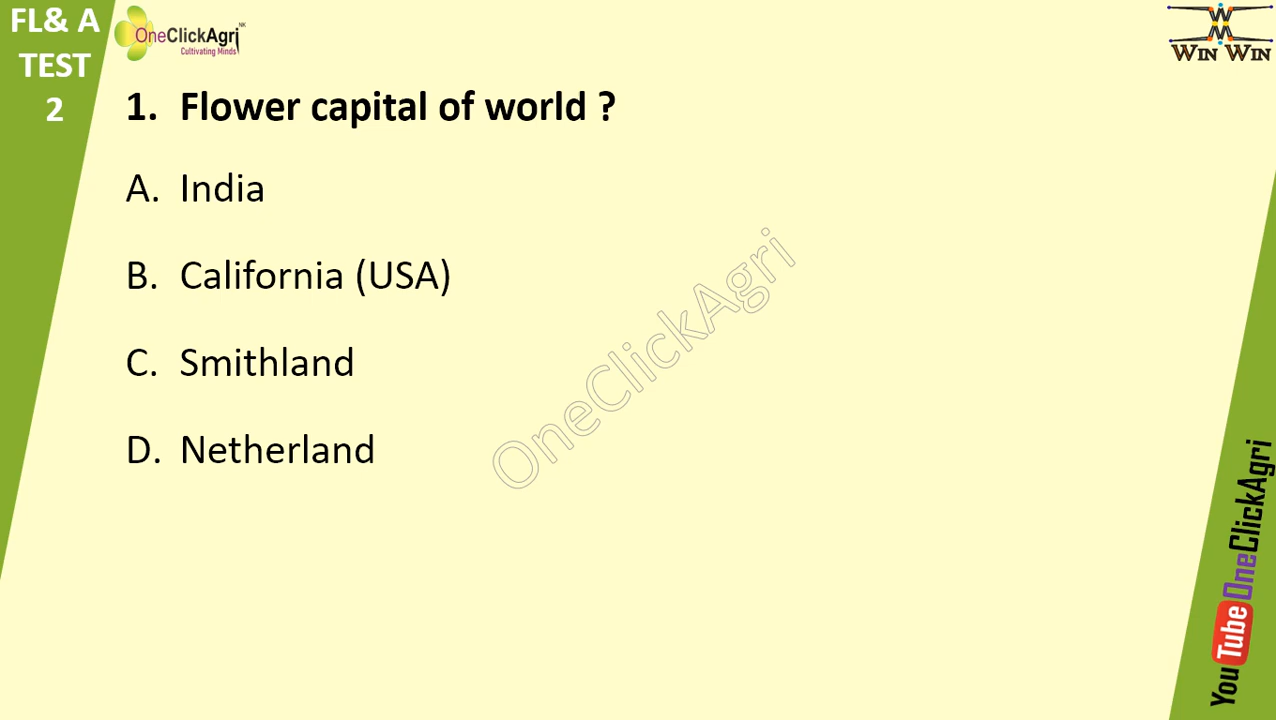 FL& A
TEST
2
OneClickAgri
NK
Cultivating Minds
WIN WIN
1. Flower capital of world ?
A. India
B. California (USA)
C. Smithland
D. Netherland
OneClickAgri
YouTube OneClickAgri